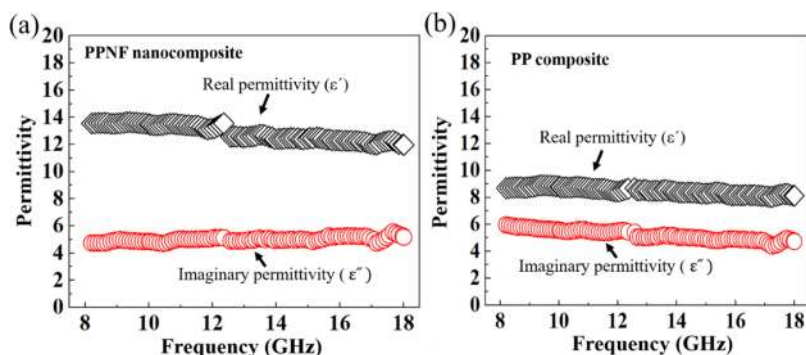 (a)
PPNF nanocomposite
Real permittivity (ε′)
Imaginary permittivity (ε″)
Permittivity
20
18
16
14
12
10
8
6
4
2
0
8
10
12
14
16
18
Frequency (GHz)
(b)
PP composite
Real permittivity (ε′)
Imaginary permittivity ( ε″)
Permittivity
20
18
16
14
12
10
8
6
4
2
0
8
10
12
14
16
18
Frequency (GHz)